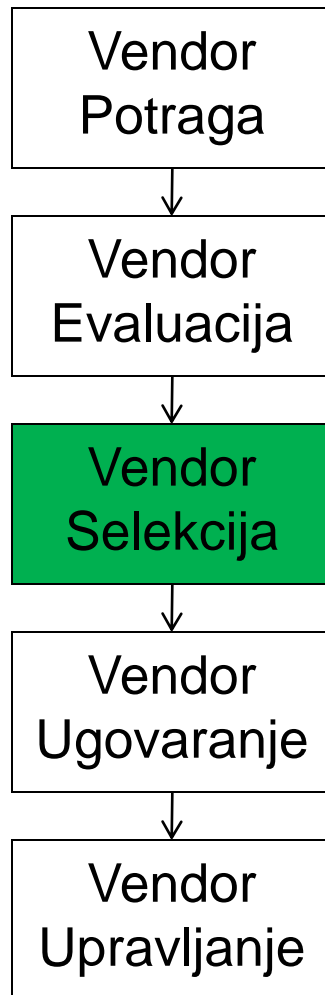 Vendor
Potraga
Vendor
Evaluacija
Vendor
Selekcija
Vendor
Ugovaranje
Vendor
Upravljanje